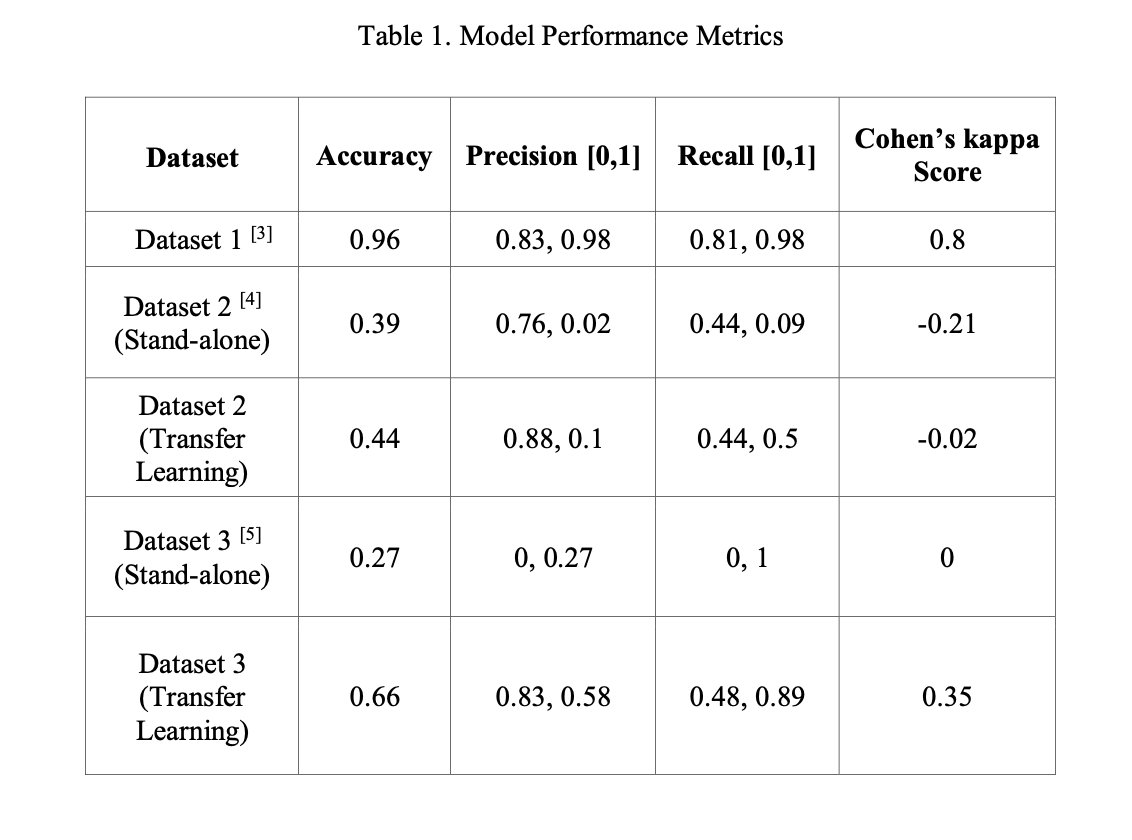 Table 1. Model Performance Metrics
Dataset Accuracy Precision [0,1] Recall [0,1] Cohen’s kappa
Score
Dataset 1 [3] 0.96 0.83, 0.98 0.81, 0.98 0.8
Dataset 2 [4]
(Stand-alone) 0.39 0.76, 0.02 0.44, 0.09 -0.21
Dataset 2
(Transfer
Learning) 0.44 0.88, 0.1 0.44, 0.5 -0.02
Dataset 3 [5]
(Stand-alone) 0.27 0, 0.27 0, 1 0
Dataset 3
(Transfer
Learning) 0.66 0.83, 0.58 0.48, 0.89 0.35